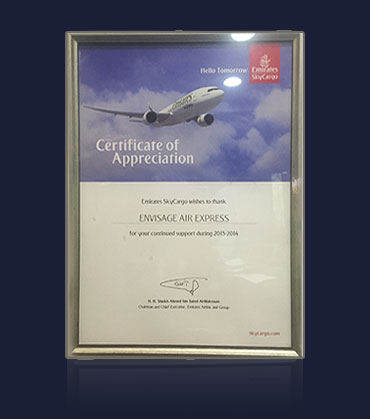 Hello Tomorrow
Emirates
SkyCargo
Certificate of
Appreciation
Emirates SkyCargo wishes to thank
ENVISAGE AIR EXPRESS
for your continued support during 2013-2014
Chairman and Chief Executive, Emirates Airline and Group
skycargo.com